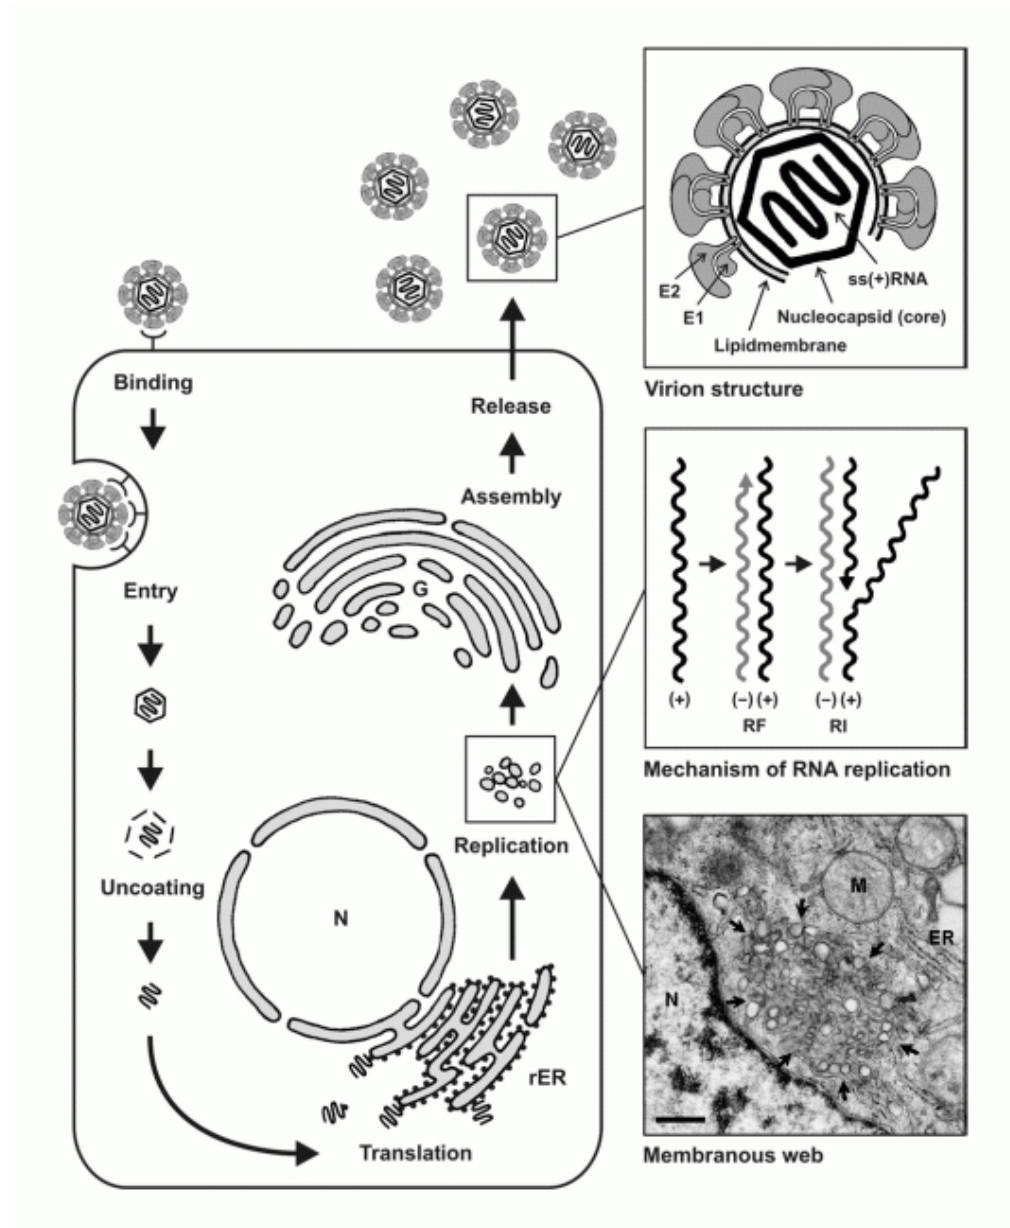 Binding
Entry
Uncoating
Translation
rER
N
Replication
G
Assembly
Release
E2
E1
ss(+)RNA
Nucleocapsid (core)
Lipidmembrane
Virion structure
(+)
(−) (+)
(−) (+)
RF
RI
Mechanism of RNA replication
M
ER
N
Membranous web